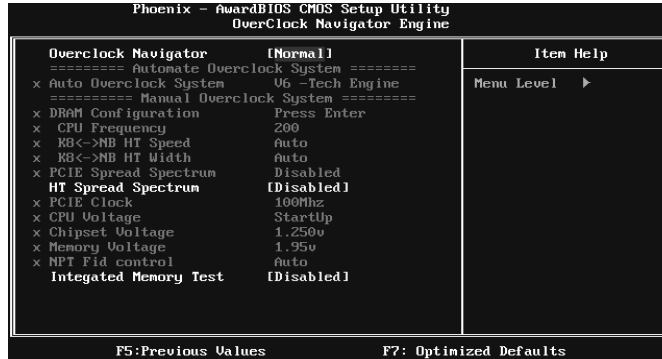 Phoenix - AwardBIOS CMOS Setup Utility
OverClock Navigator Engine
Overclock Navigator [Normal]
========= Automate Overclock System ========
x Auto Overclock System V6 -Tech Engine
========== Manual Overclock System =========
x DRAM Configuration Press Enter
x CPU Frequency 200
x K8<->NB HT Speed Auto
x K8<->NB HT Width Auto
x PCIE Spread Spectrum Disabled
HT Spread Spectrum [Disabled]
x PCIE Clock 100Mhz
x CPU Voltage StartUp
x Chipset Voltage 1.250v
x Memory Voltage 1.95v
x NPT Fid control Auto
Integated Memory Test [Disabled]
Item Help
Menu Level ▶
F5:Previous Values F7: Optimized Defaults